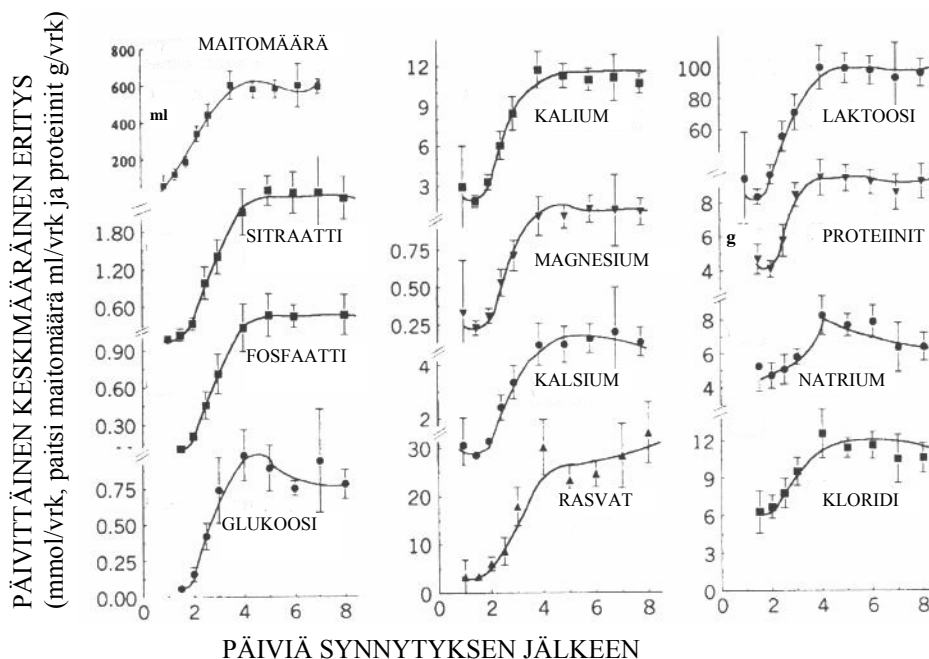 PÄIVITTÄINEN KESKIMÄÄRÄINEN ERITYS
(mmol/vrk, paitsi maitomäärä ml/vrk ja proteiinit g/vrk)
800
600
400
200
MAITOMÄÄRÄ
ml
1.80
1.20
0.60
0
SITRAATTI
0.90
0.60
0.30
FOSFAATTI
0.75
0.50
0.25
0.00
GLUKOOSI
0 2 4 6 8
12
9
6
3
KALIUM
0.75
0.50
0.25
MAGNESIUM
4
2
KALSIUM
30
20
10
0
RASVAT
0 2 4 6 8
100
80
60
LAKTOOSI
8
6
4
g
PROTEIINIT
8
6
4
NATRIUM
12
9
6
0
KLORIDI
0 2 4 6 8
PÄIVIÄ SYNNYTYKSEN JÄLKEEN